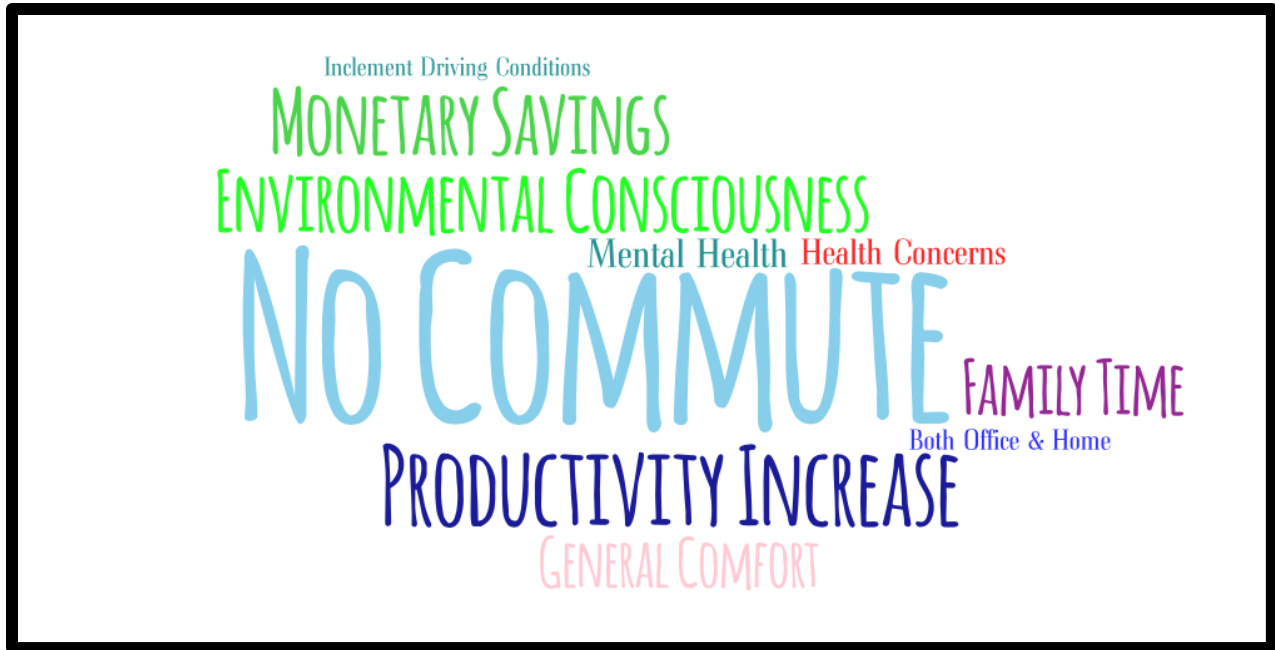 Inclement Driving Conditions
Monetary Savings
Environmental Consciousness
Mental Health
Health Concerns
No Commute
Family Time
Both Office & Home
Productivity Increase
General Comfort